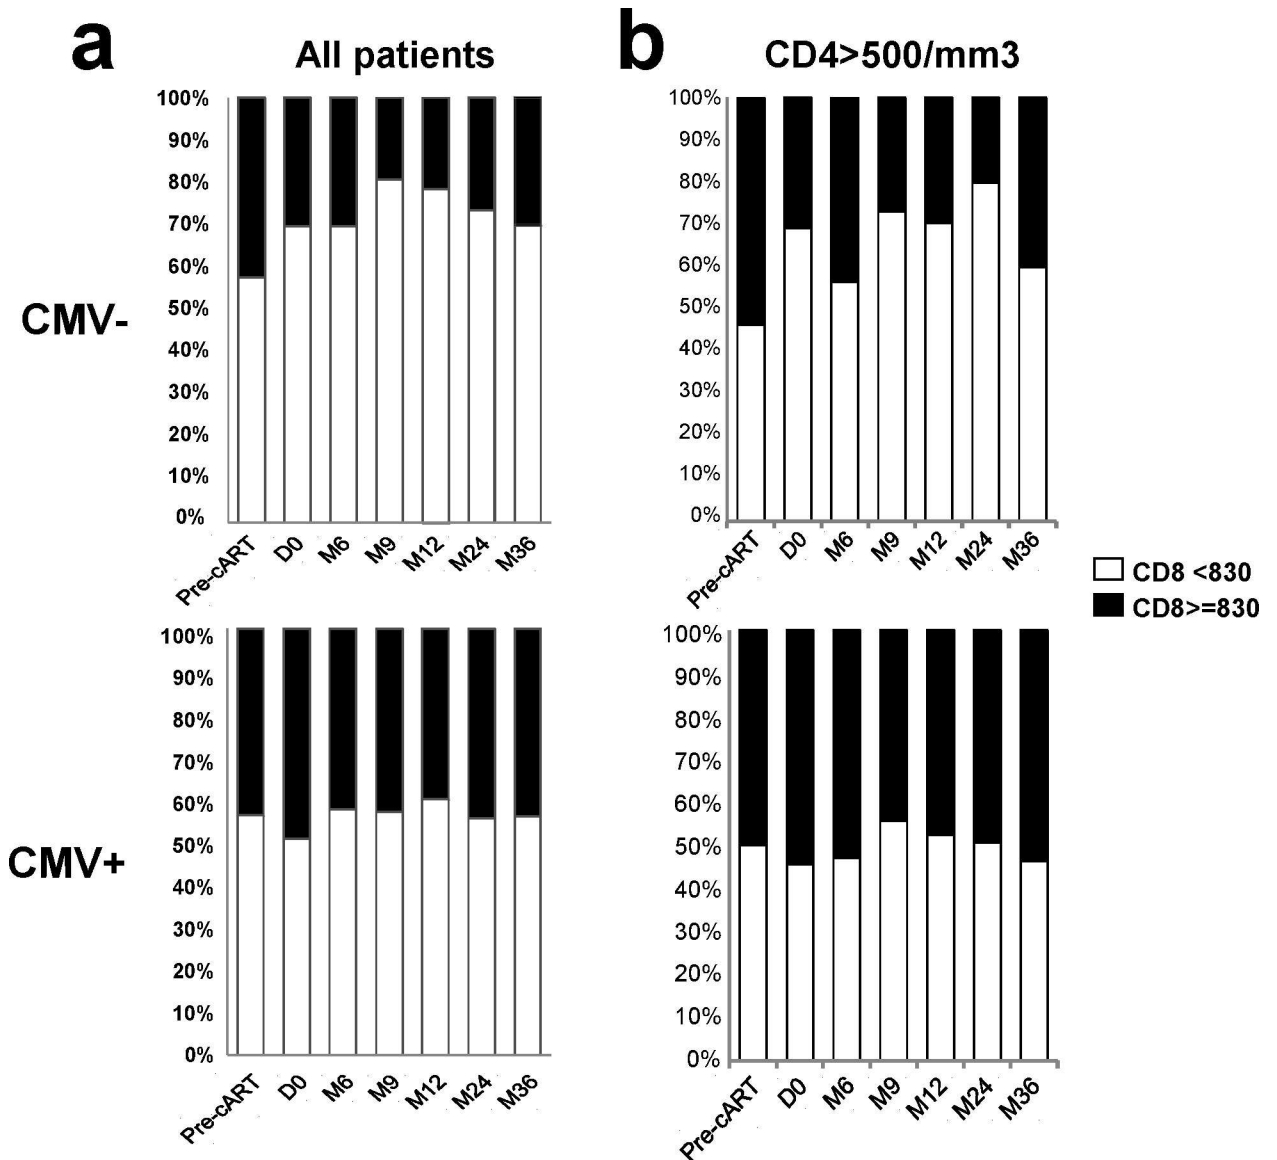 a
All patients
b
CD4>500/mm3
CMV-
100%
90%
80%
70%
60%
50%
40%
30%
20%
10%
0%
Pre-cART
D0
M6
M9
M12
M24
M36
100%
90%
80%
70%
60%
50%
40%
30%
20%
10%
0%
Pre-cART
D0
M6
M9
M12
M24
M36
CD8 <830
CD8>=830
CMV+
100%
90%
80%
70%
60%
50%
40%
30%
20%
10%
0%
Pre-cART
D0
M6
M9
M12
M24
M36
100%
90%
80%
70%
60%
50%
40%
30%
20%
10%
0%
Pre-cART
D0
M6
M9
M12
M24
M36